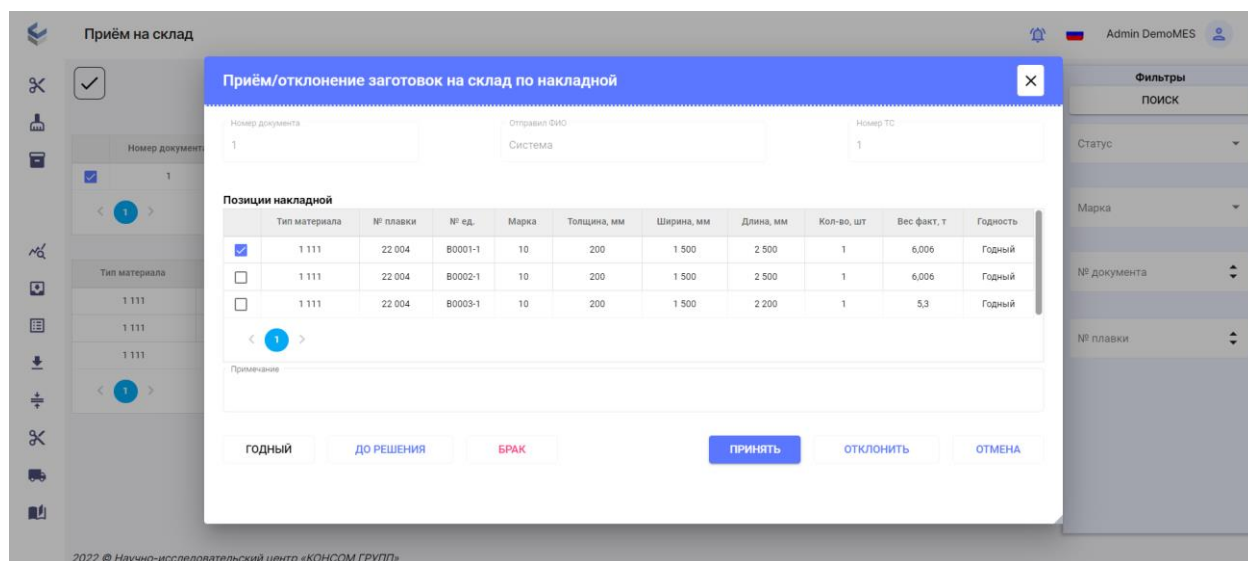 Приём на склад
Admin DemoMES
Приём/отклонение заготовок на склад по накладной
Фильтры
ПОИСК
Номер документа
Отправил ФИО
Номер ТС
1
Система
1
Номер документа
1
1
Статус
Марка
№ документа
№ плавки
Позиции накладной
Тип материала № плавки № ед. Марка Толщина, мм Ширина, мм Длина, мм Кол-во, шт Вес факт, т Годность
1 111 22 004 B0001-1 10 200 1 500 2 500 1 6,006 Годный
1 111 22 004 B0002-1 10 200 1 500 2 500 1 6,006 Годный
1 111 22 004 B0003-1 10 200 1 500 2 200 1 5,3 Годный
1
Тип материала
1 111
1 111
1 111
1
Примечание
ГОДНЫЙ ДО РЕШЕНИЯ БРАК ПРИНЯТЬ ОТКЛОНИТЬ ОТМЕНА
2022 © Научно-исследовательский центр «КОНСОМ ГРУПП»